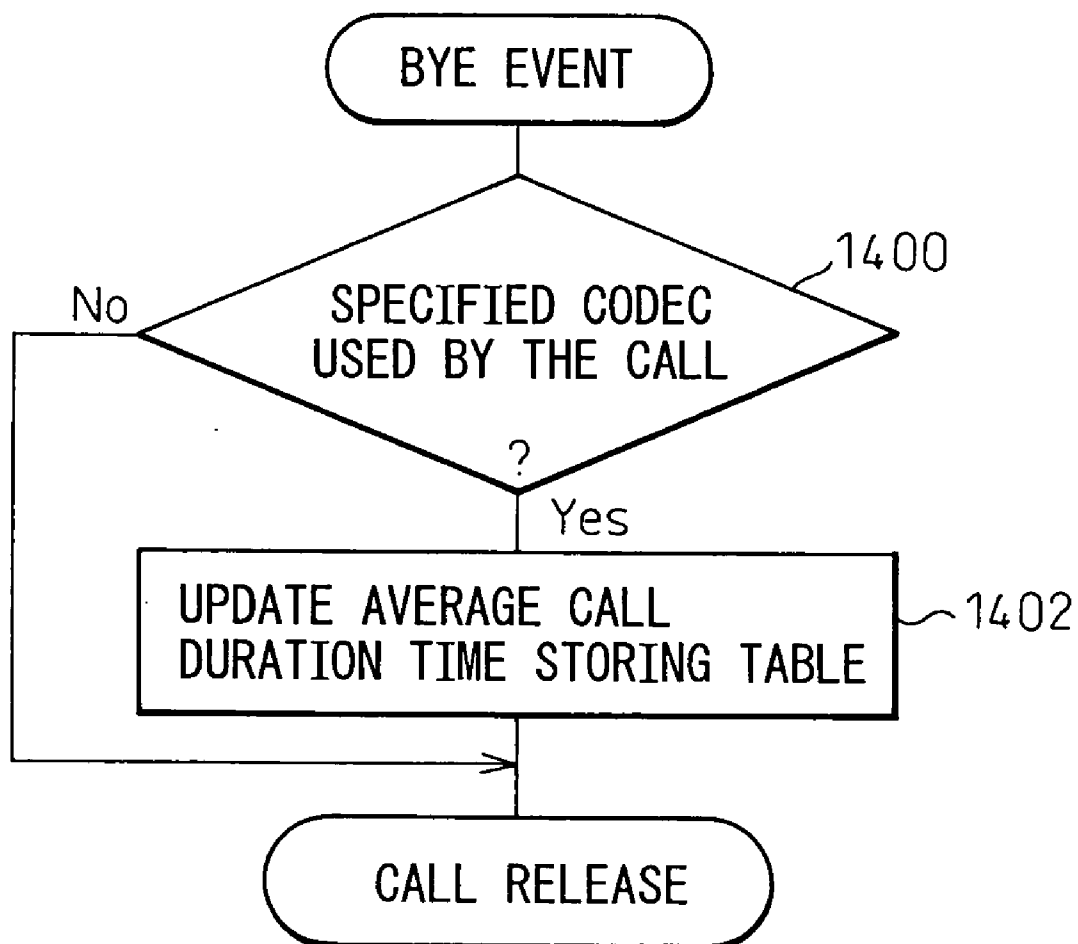 BYE EVENT
1400
No
SPECIFIED CODEC
USED BY THE CALL
?
Yes
UPDATE AVERAGE CALL
DURATION TIME STORING TABLE
1402
CALL RELEASE